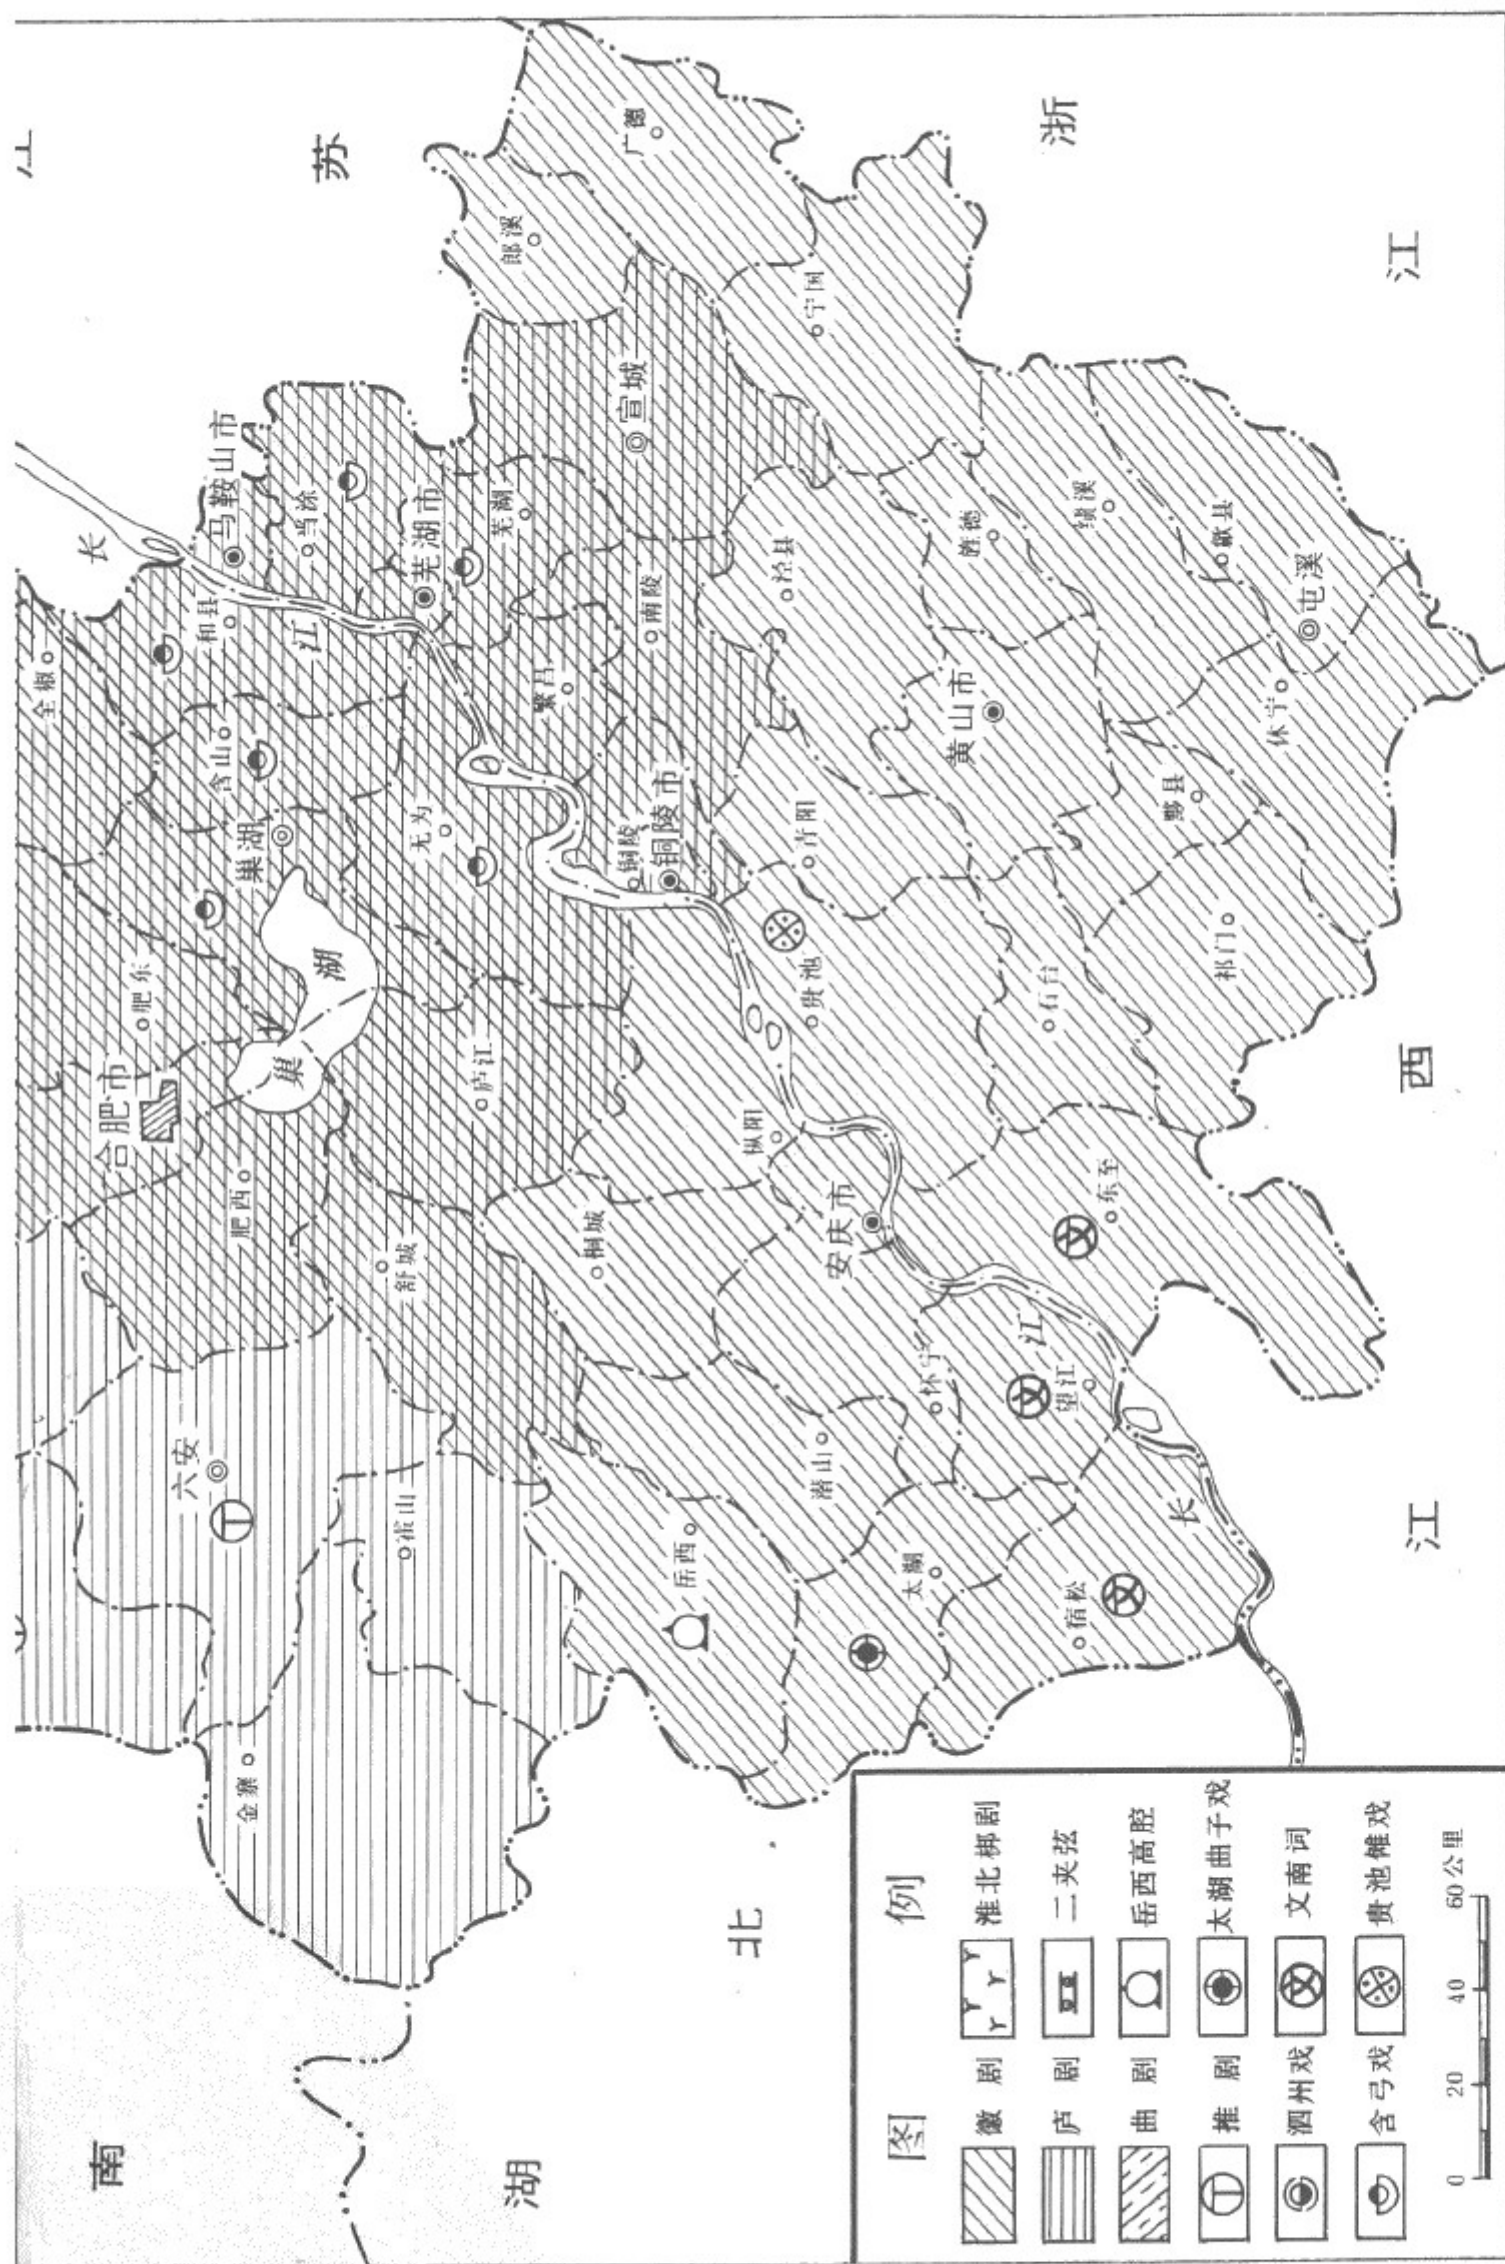 苏
浙
江
江
西
北
湖
南
长
江
长
江
巢
湖
广德
郎溪
宁国
宣城
马鞍山市
当涂
芜湖市
芜湖
和县
全椒
含山
巢湖
无为
繁昌
南陵
泾县
旌德
绩溪
歙县
屯溪
休宁
黄山市
黟县
祁门
石台
青阳
铜陵
铜陵市
贵池
肥东
合肥市
肥西
庐江
舒城
枞阳
桐城
安庆市
东至
望江
怀宁
潜山
太湖
宿松
岳西
霍山
六安
金寨
图例
徽剧
淮北梆剧
庐剧
二夹弦
曲剧
岳西高腔
推剧
太湖曲子戏
泗州戏
文南词
含弓戏
贵池傩戏
0 20 40 60公里